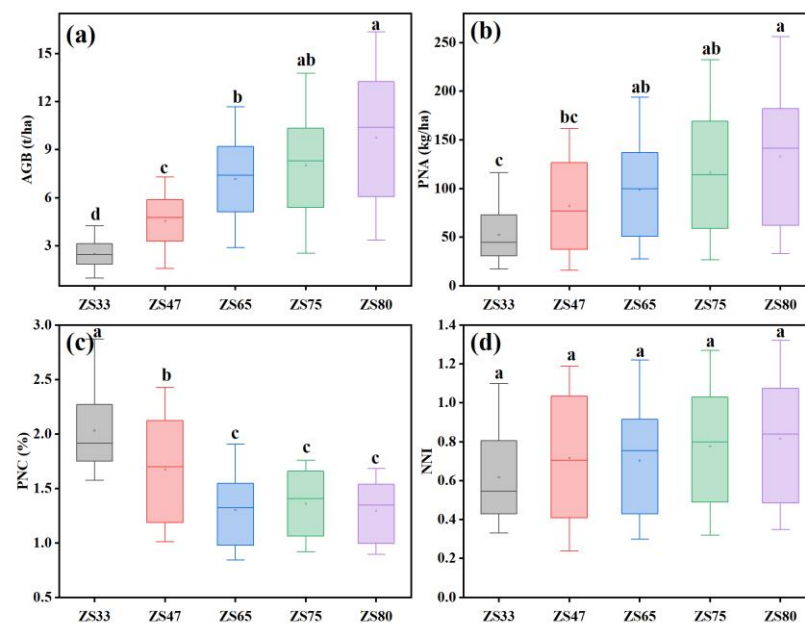 (a)
AGB (t/ha)
15
12
9
6
3
d
c
b
ab
a
ZS33 ZS47 ZS65 ZS75 ZS80
(b)
PNA (kg/ha)
250
200
150
100
50
0
c
bc
ab
ab
a
ZS33 ZS47 ZS65 ZS75 ZS80
(c)
PNC (%)
3.0
2.5
2.0
1.5
1.0
0.5
a
b
c
c
c
ZS33 ZS47 ZS65 ZS75 ZS80
(d)
NNI
1.4
1.2
1.0
0.8
0.6
0.4
0.2
0.0
a
a
a
a
a
ZS33 ZS47 ZS65 ZS75 ZS80